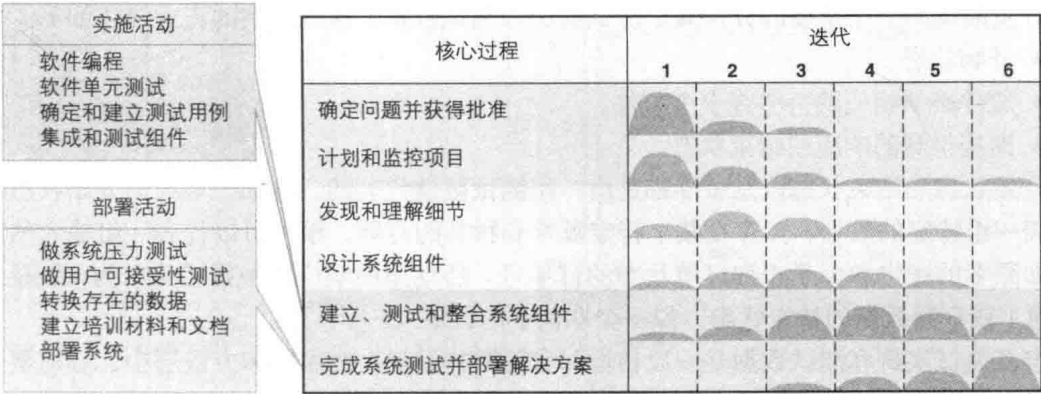 实施活动
软件编程
软件单元测试
确定和建立测试用例
集成和测试组件
部署活动
做系统压力测试
做用户可接受性测试
转换存在的数据
建立培训材料和文档
部署系统
核心过程
迭代
1 2 3 4 5 6
确定问题并获得批准
计划和监控项目
发现和理解细节
设计系统组件
建立、测试和整合系统组件
完成系统测试并部署解决方案